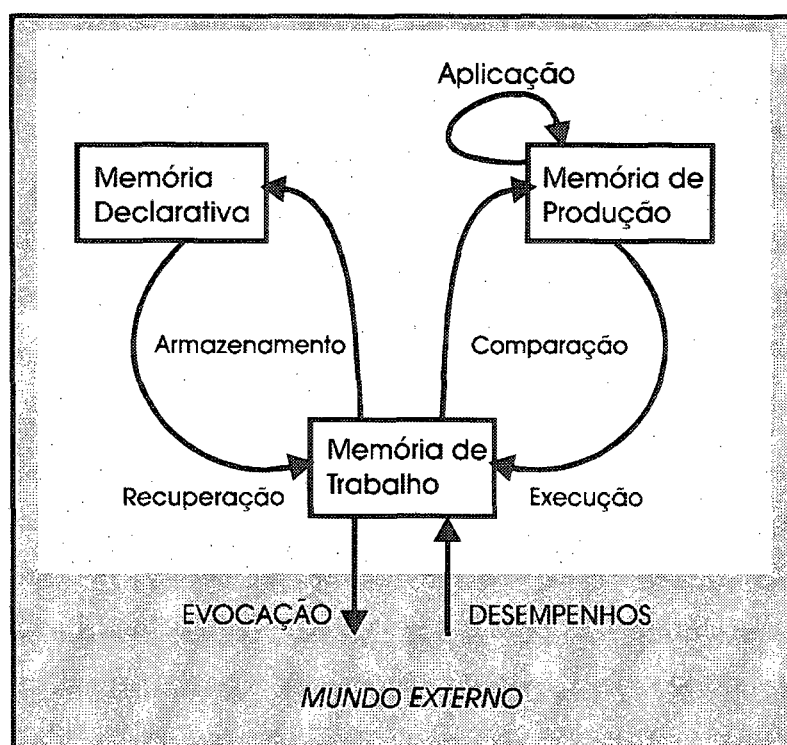 Aplicação
Memória
Declarativa
Memória de
Produção
Armazenamento
Comparação
Memória de
Trabalho
Recuperação
Execução
EVOCAÇÃO
DESEMPENHOS
MUNDO EXTERNO